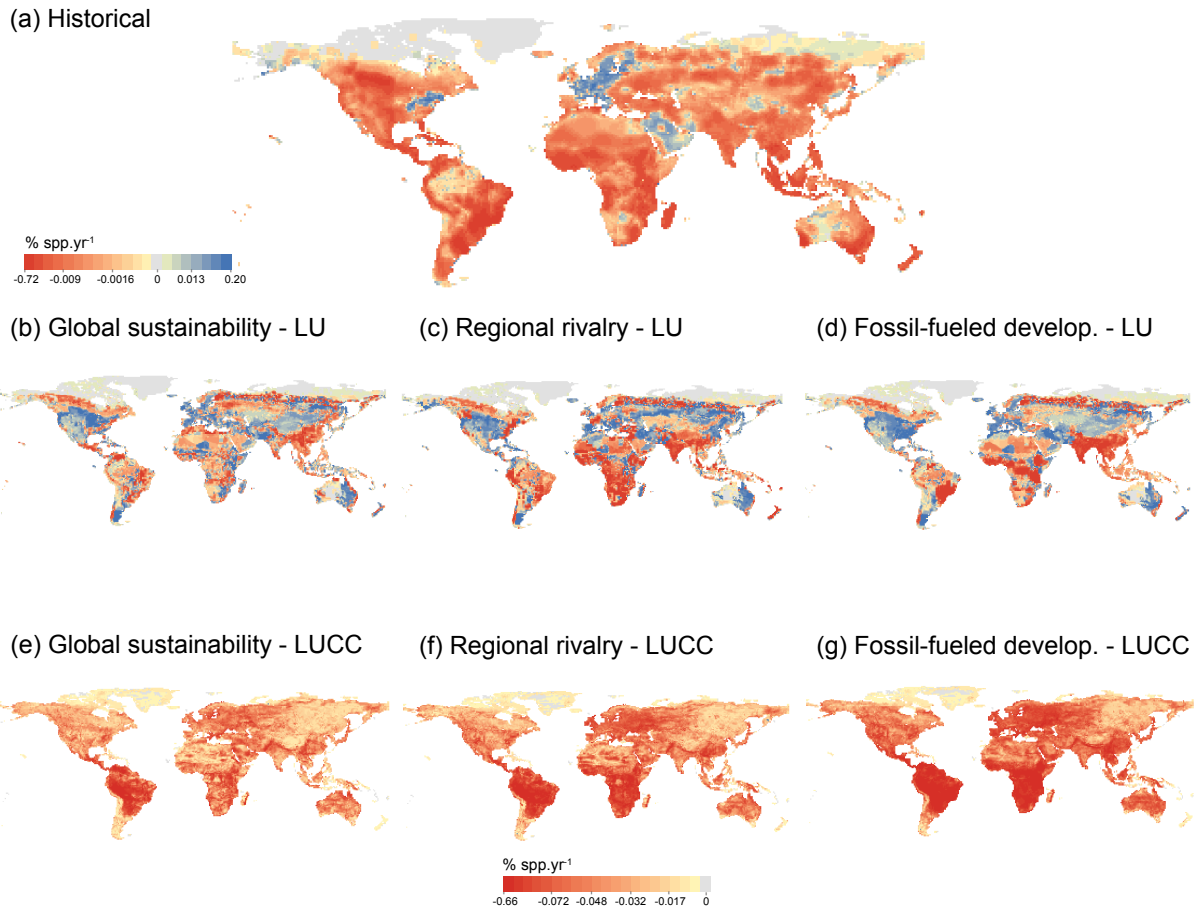 (a) Historical
% spp.yr-1
-0.72 -0.009 -0.0016 0 0.013 0.20
(b) Global sustainability - LU
(c) Regional rivalry - LU
(d) Fossil-fueled develop. - LU
(e) Global sustainability - LUCC
(f) Regional rivalry - LUCC
(g) Fossil-fueled develop. - LUCC
% spp.yr-1
-0.66 -0.072 -0.048 -0.032 -0.017 0